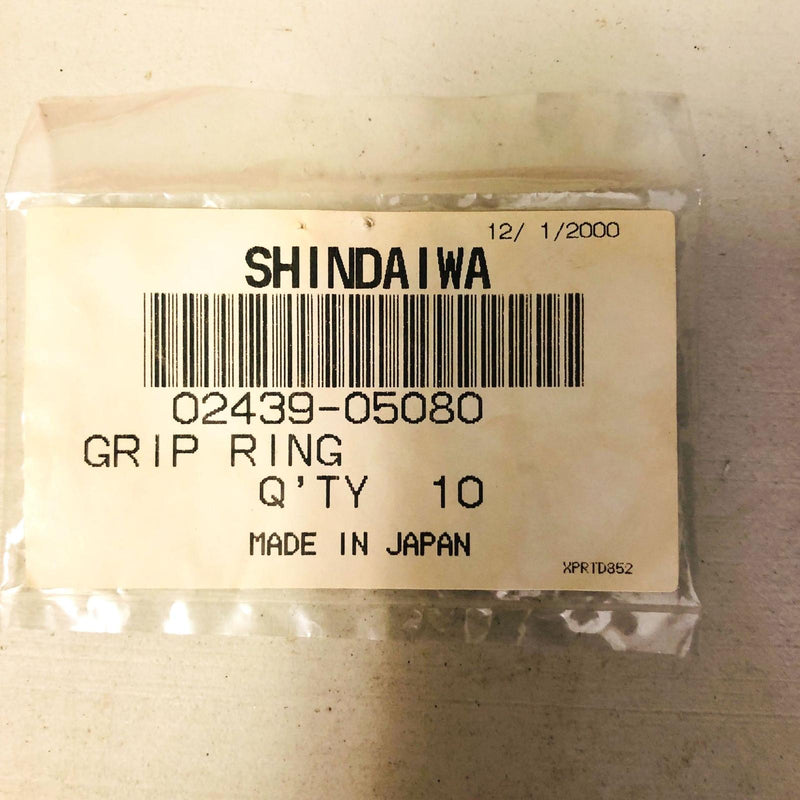 12/ 1/2000
SHINDAIWA
02439-05080
GRIP RING
Q'TY 10
MADE IN JAPAN
XPRTD852